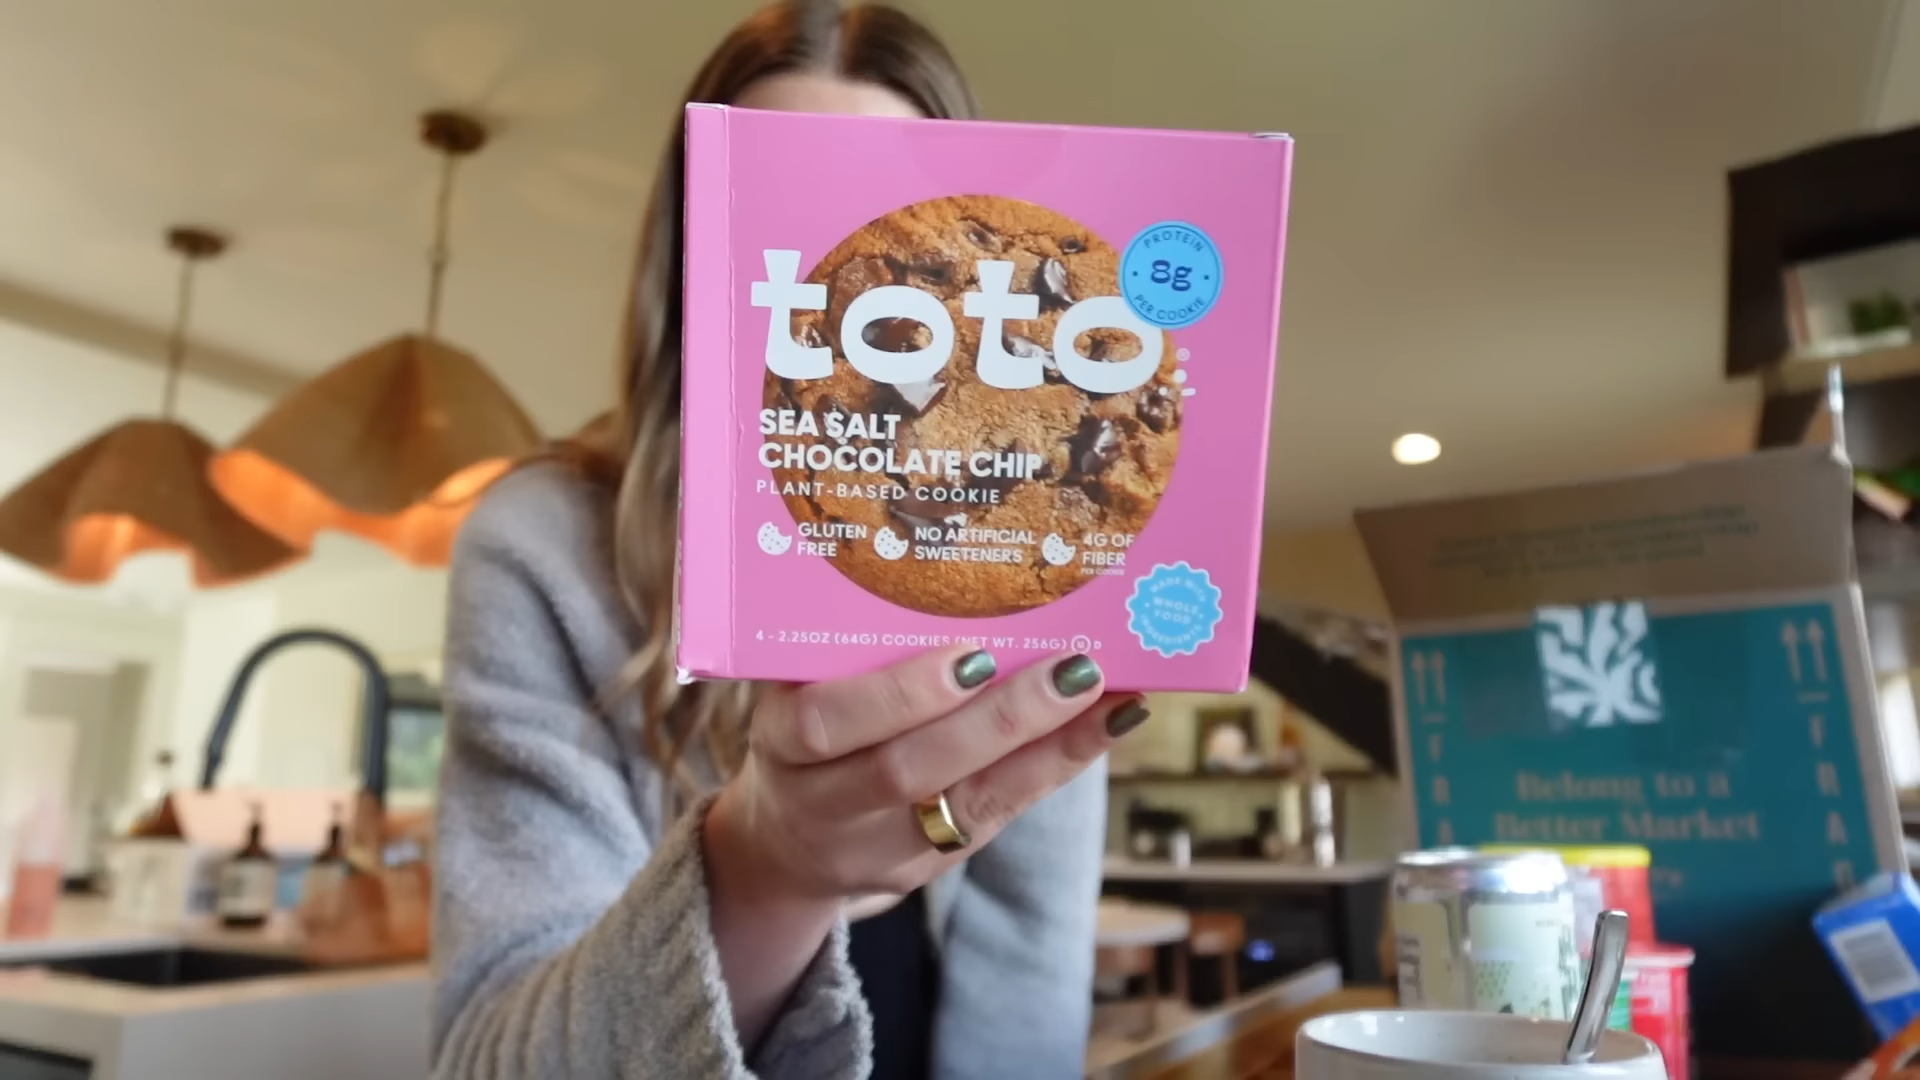 toto
®
PROTEIN
8g
PER COOKIE
SEA SALT
CHOCOLATE CHIP
PLANT-BASED COOKIE
GLUTEN
FREE
NO ARTIFICIAL
SWEETENERS
4G OF
FIBER
PER COOKIE
MADE WITH
WHOLE
FOOD
INGREDIENTS
4 - 2.25OZ (64G) COOKIES (NET WT. 256G) U D
Belong to a
Better Market